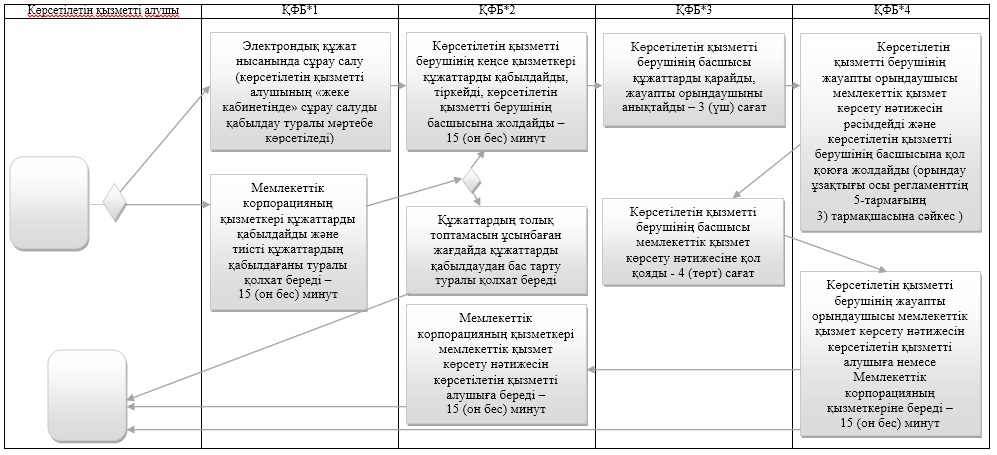 Көрсетілетін қызметті алушы
ҚФБ*1
ҚФБ*2
ҚФБ*3
ҚФБ*4
Электрондық құжат
нысанында сұрау салу
(көрсетілетін қызметті
алушының «жеке
кабинетінде» сұрау салуды
қабылдау туралы мәртебе
көрсетіледі)
Көрсетілетін қызметті
берушінің кеңсе қызметкері
құжаттарды қабылдайды,
тіркейді, көрсетілетін
қызметті берушінің
басшысына жолдайды –
15 (он бес) минут
Көрсетілетін қызметті
берушінің басшысы
құжаттарды қарайды,
жауапты орындаушыны
анықтайды – 3 (үш) сағат
Көрсетілетін
қызметті берушінің
жауапты орындаушысы
мемлекеттік қызмет
көрсету нәтижесін
рәсімдейді және
көрсетілетін қызметті
берушінің басшысына қол
қоюға жолдайды (орындау
ұзақтығы осы регламенттің
5-тармағың
3) тармақшасына сәйкес )
Мемлекеттік
корпорацияның
қызметкері құжаттарды
қабылдайды және
тиісті құжаттардың
қабылдағаны туралы
қолхат береді –
15 (он бес) минут
Құжаттардың толық
топтамасын ұсынбаған
жағдайда құжаттарды
қабылдаудан бас тарту
туралы қолхат береді
Көрсетілетін қызметті
берушінің басшысы
мемлекеттік қызмет
көрсету нәтижесіне қол
қояды - 4 (төрт) сағат
Мемлекеттік
корпорацияның қызметкері
мемлекеттік қызмет
көрсету нәтижесін
көрсетілетін қызметті
алушыға береді –
15 (он бес) минут
Көрсетілетін қызметті
берушінің жауапты
орындаушысы мемлекеттік
қызмет көрсету нәтижесін
көрсетілетін қызметті
алушыға немесе
Мемлекеттік
корпорацияның
қызметкеріне береді –
15 (он бес) минут